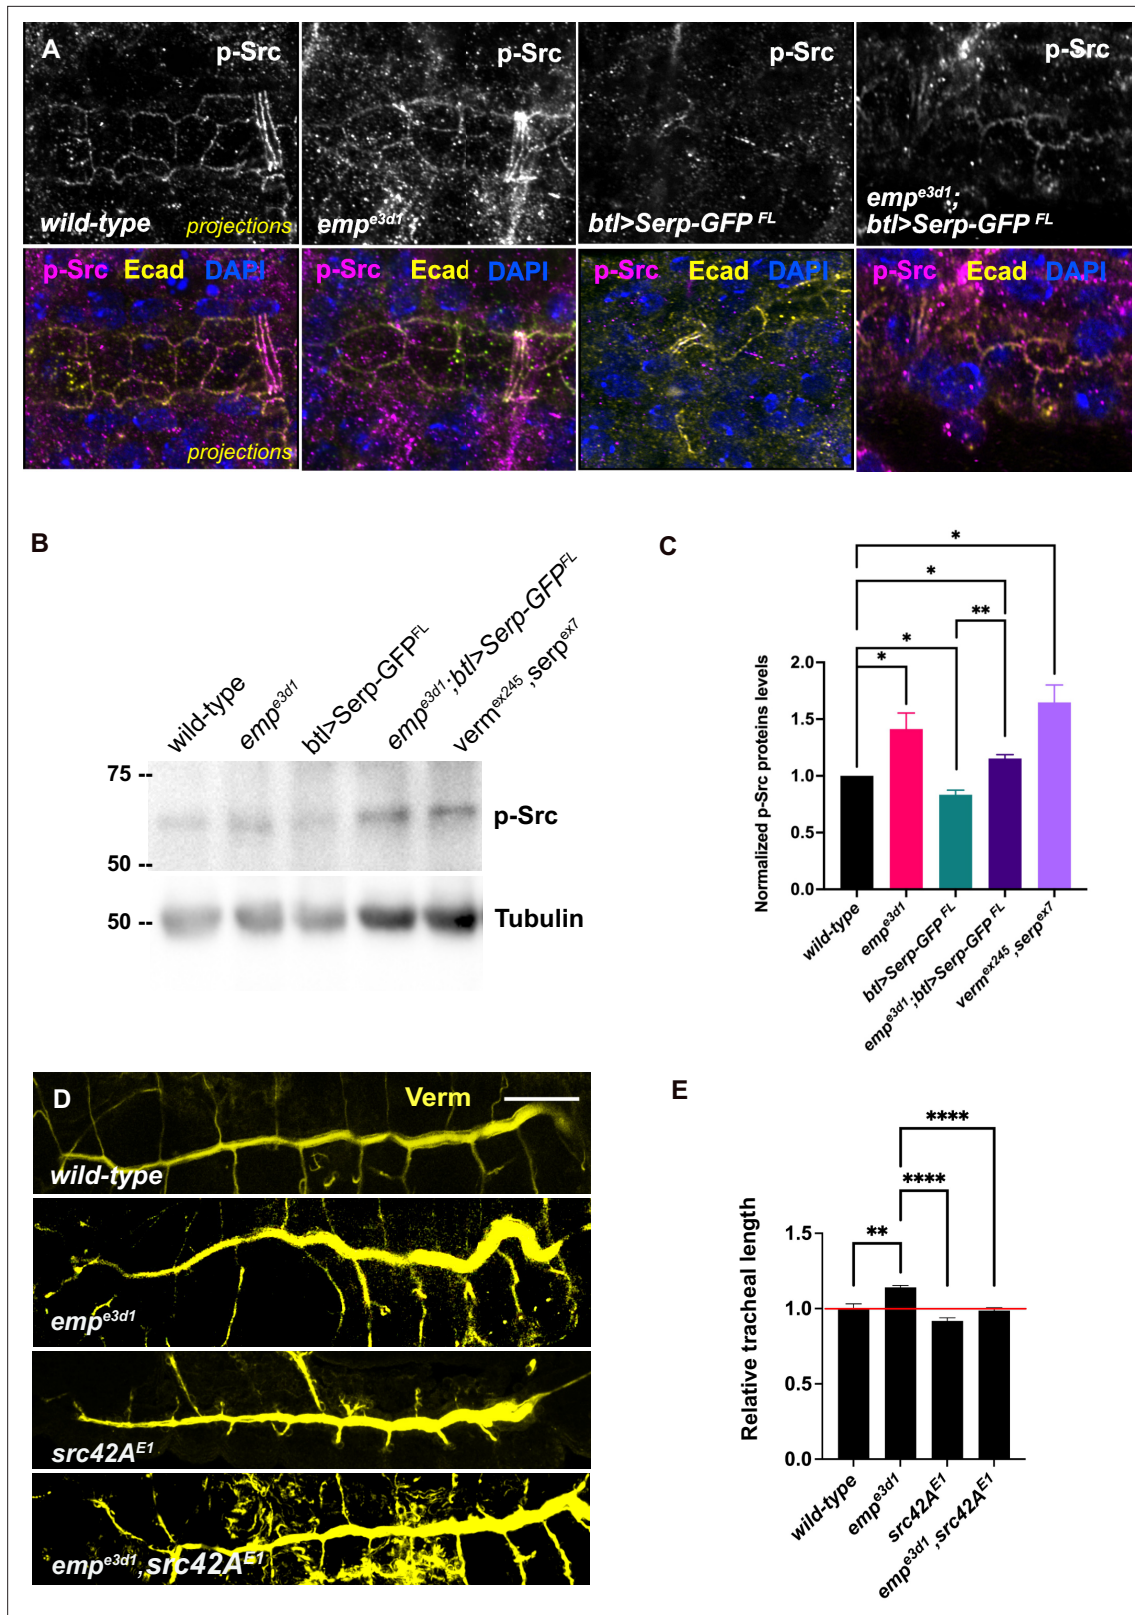 A
p-Src
p-Src
p-Src
p-Src
wild-type
projections
emp^e3d1
btl>Serp-GFP^FL
emp^e3d1;
btl>Serp-GFP^FL
p-Src Ecad DAPI
p-Src Ecad DAPI
p-Src Ecad DAPI
p-Src Ecad DAPI
projections
B
wild-type
emp^e3d1
btl>Serp-GFP^FL
emp^e3d1;btl>Serp-GFP^FL
verm^ex245,serp^ex7
75 --
50 --
p-Src
50 --
Tubulin
C
*
*
**
*
*
Normalized p-Src proteins levels
2.0
1.5
1.0
0.5
0.0
wild-type
emp^e3d1
btl>Serp-GFP^FL
emp^e3d1;btl>Serp-GFP^FL
verm^ex245,serp^ex7
D
Verm
wild-type
emp^e3d1
src42A^E1
emp^e3d1,src42A^E1
E
****
****
**
Relative tracheal length
1.5
1.0
0.5
0.0
wild-type
emp^e3d1
src42A^E1
emp^e3d1,src42A^E1